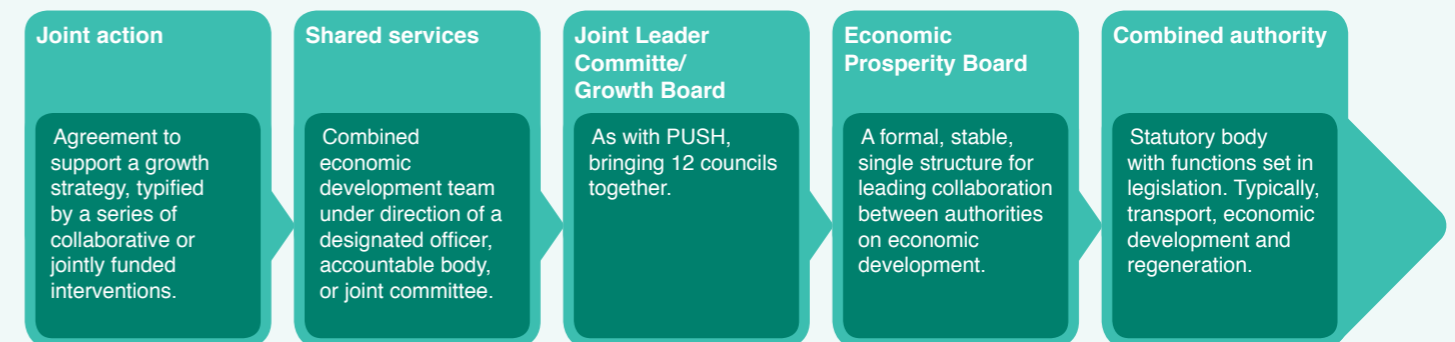 Joint action
Agreement to
support a growth
strategy, typified
by a series of
collaborative or
jointly funded
interventions.
Shared services
Combined
economic
development team
under direction of a
designated officer,
accountable body,
or joint committee.
Joint Leader
Committe/
Growth Board
As with PUSH,
bringing 12 councils
together.
Economic
Prosperity Board
A formal, stable,
single structure for
leading collaboration
between authorities
on economic
development.
Combined authority
Statutory body
with functions set in
legislation. Typically,
transport, economic
development and
regeneration.